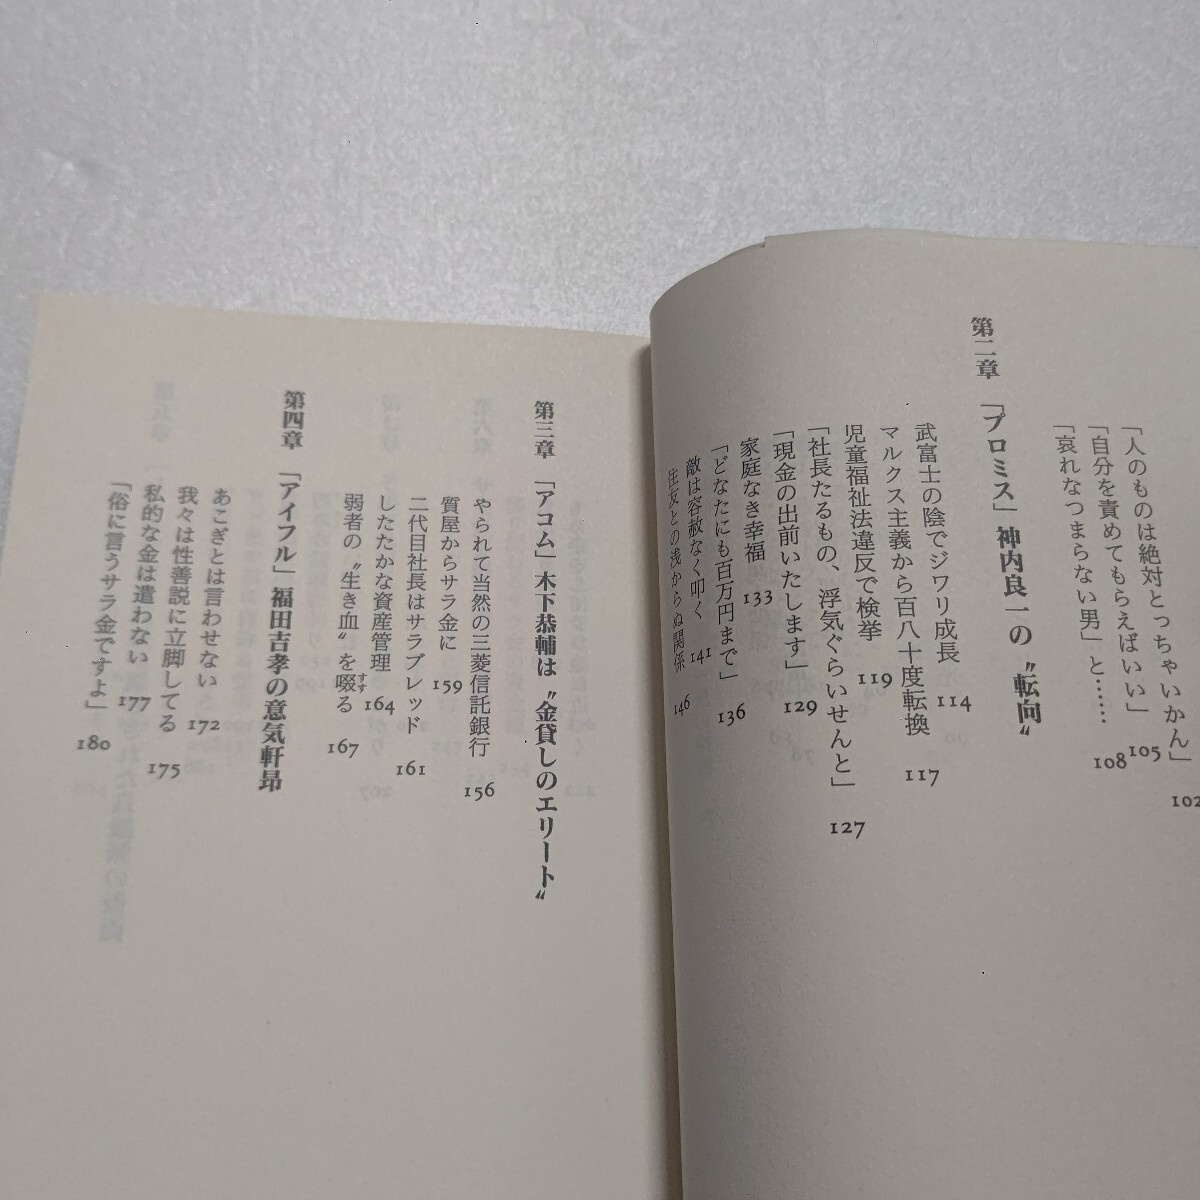 「人のものは絶対とっちゃいかん」 102
「自分を責めてもらえばいい」 105
「哀れなつまらない男」と…… 108
第二章 「プロミス」神内良一の〝転向〟
武富士の陰でジワリ成長 114
マルクス主義から百八十度転換 117
児童福祉法違反で検挙 119
「社長たるもの、浮気ぐらいせんと」 127
「現金の出前いたします」 129
家庭なき幸福 133
「どなたにも百万円まで」 136
敵は容赦なく叩く 141
住友との浅からぬ関係 146
第三章 「アコム」木下恭輔は〝金貸しのエリート〟
やられて当然の三菱信託銀行 156
質屋からサラ金に 159
二代目社長はサラブレッド 161
したたかな資産管理 164
弱者の〝生き血〟を啜る 167
すす
第四章 「アイフル」福田吉孝の意気軒昂
あこぎとは言わせない 172
我々は性善説に立脚してる 175
私的な金は遣わない 177
「俗に言うサラ金ですよ」 180